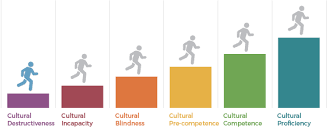 Cultural
Destructiveness
Cultural
Incapacity
Cultural
Blindness
Cultural
Pre-competence
Cultural
Competence
Cultural
Proficiency